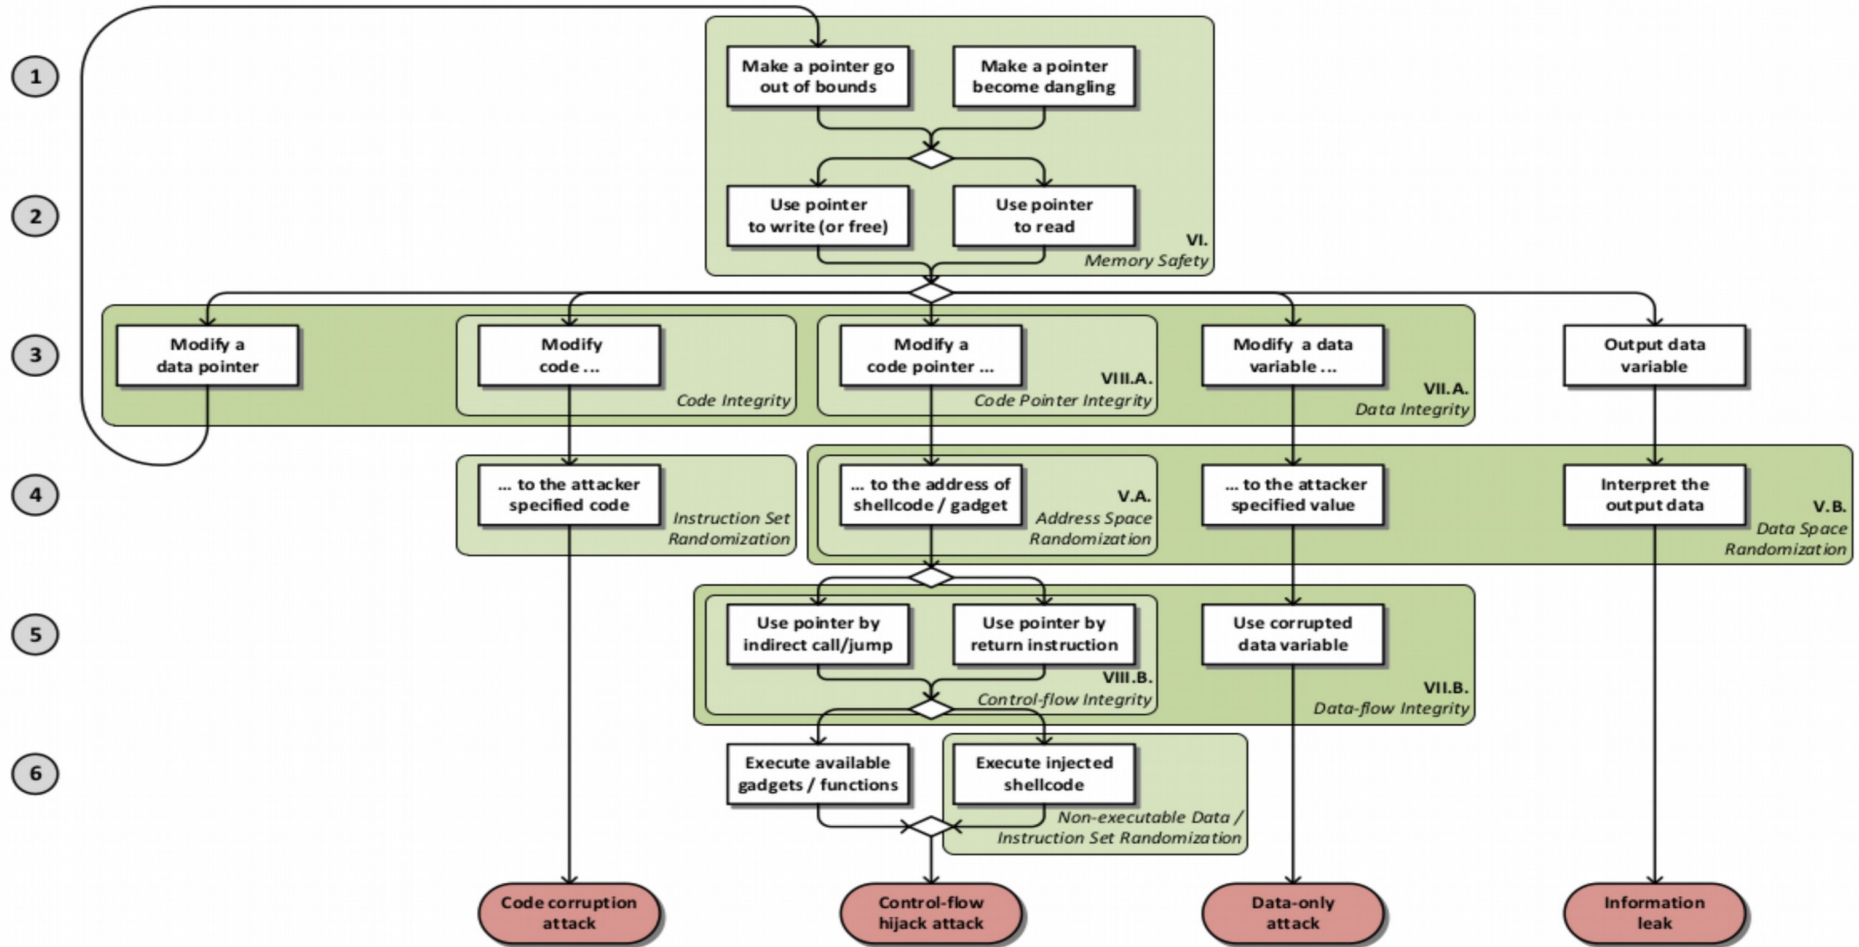 1
Make a pointer go
out of bounds
Make a pointer
become dangling
2
Use pointer
to write (or free)
Use pointer
to read
VI.
Memory Safety
3
Modify a
data pointer
Modify
code ...
Code Integrity
Modify a
code pointer ...
VIII.A.
Code Pointer Integrity
Modify a data
variable ...
VII.A.
Data Integrity
Output data
variable
4
... to the attacker
specified code
Instruction Set
Randomization
... to the address of
shellcode / gadget
V.A.
Address Space
Randomization
... to the attacker
specified value
Interpret the
output data
V.B.
Data Space
Randomization
5
Use pointer by
indirect call/jump
Use pointer by
return instruction
VIII.B.
Control-flow Integrity
Use corrupted
data variable
VII.B.
Data-flow Integrity
6
Execute available
gadgets / functions
Execute injected
shellcode
Non-executable Data /
Instruction Set Randomization
Code corruption
attack
Control-flow
hijack attack
Data-only
attack
Information
leak